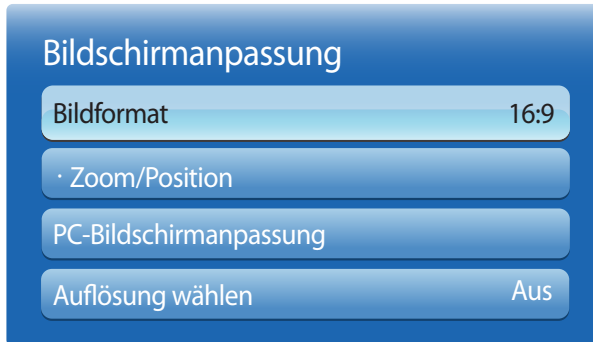 Bildschirmanpassung
Bildformat 16:9
· Zoom/Position
PC-Bildschirmanpassung
Auflösung wählen Aus